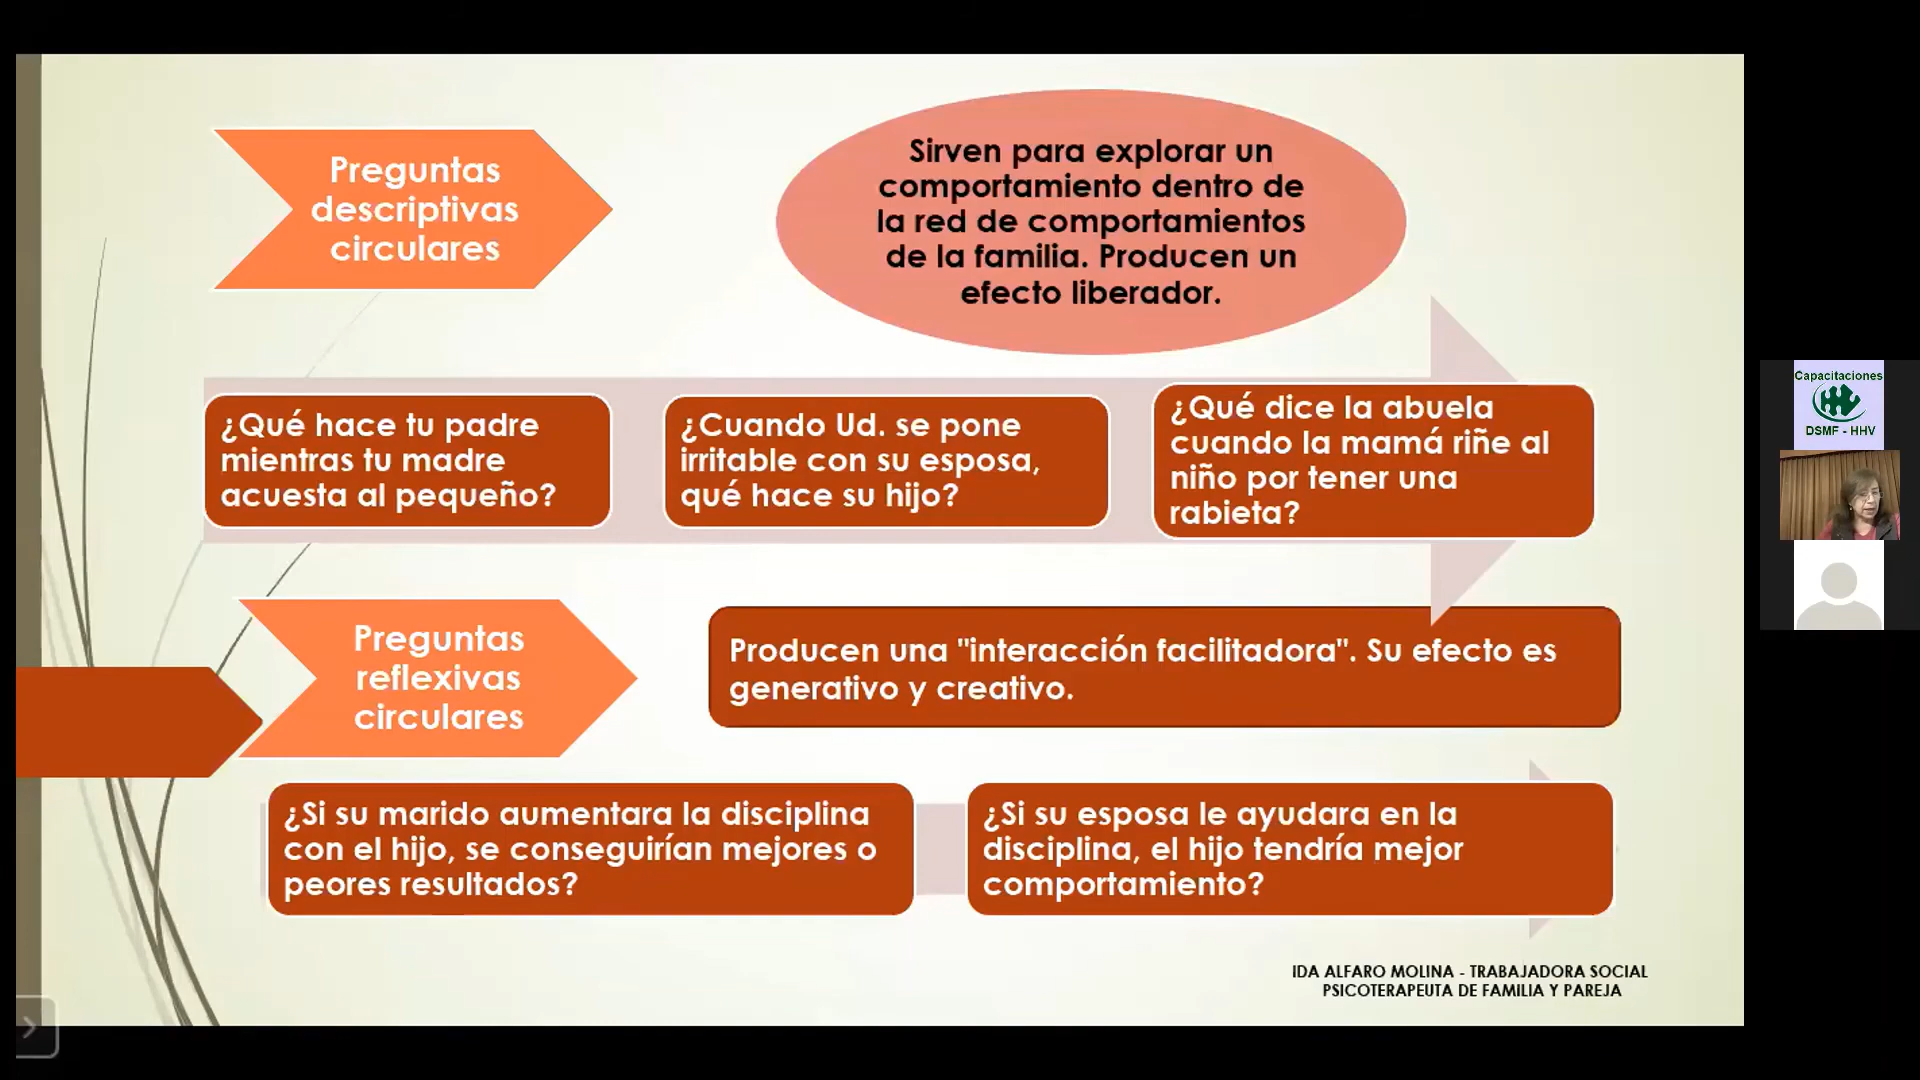 Preguntas
descriptivas
circulares
Sirven para explorar un
comportamiento dentro de
la red de comportamientos
de la familia. Producen un
efecto liberador.
¿Qué hace tu padre
mientras tu madre
acuesta al pequeño?
¿Cuando Ud. se pone
irritable con su esposa,
qué hace su hijo?
¿Qué dice la abuela
cuando la mamá riñe al
niño por tener una
rabieta?
Preguntas
reflexivas
circulares
Producen una "interacción facilitadora". Su efecto es
generativo y creativo.
¿Si su marido aumentara la disciplina
con el hijo, se conseguirían mejores o
peores resultados?
¿Si su esposa le ayudara en la
disciplina, el hijo tendría mejor
comportamiento?
IDA ALFARO MOLINA - TRABAJADORA SOCIAL
PSICOTERAPEUTA DE FAMILIA Y PAREJA
Capacitaciones
DSMF - HHV